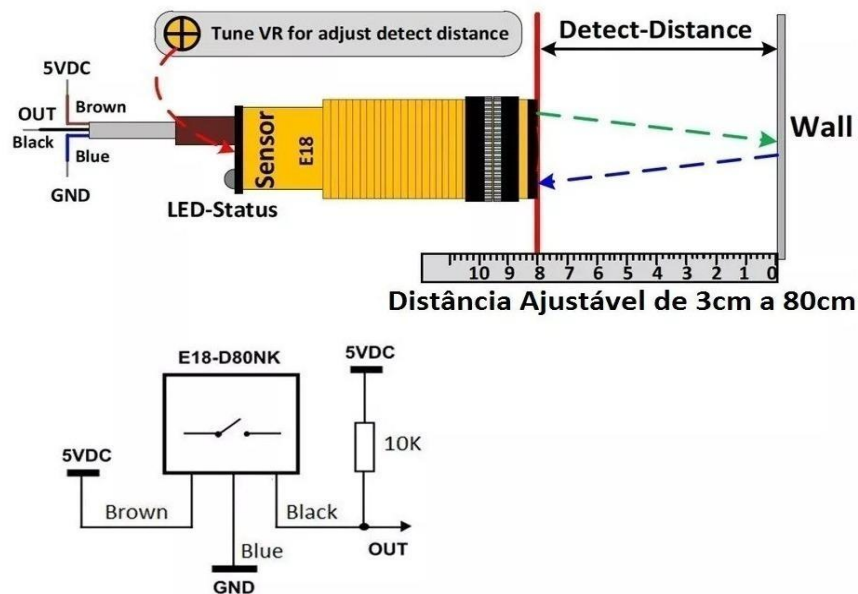 Tune VR for adjust detect distance
Detect-Distance
5VDC
Brown
OUT
Black
Blue
GND
Sensor
E18
LED-Status
Wall
10 9 8 7 6 5 4 3 2 1 0
Distância Ajustável de 3cm a 80cm
E18-D80NK
5VDC
10K
5VDC
Brown
Black
Blue
OUT
GND